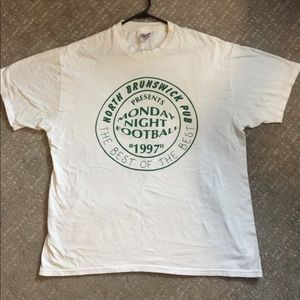 NORTH BRUNSWICK PUB
PRESENTS
MONDAY
NIGHT
FOOTBALL
"1997"
THE BEST OF THE BEST